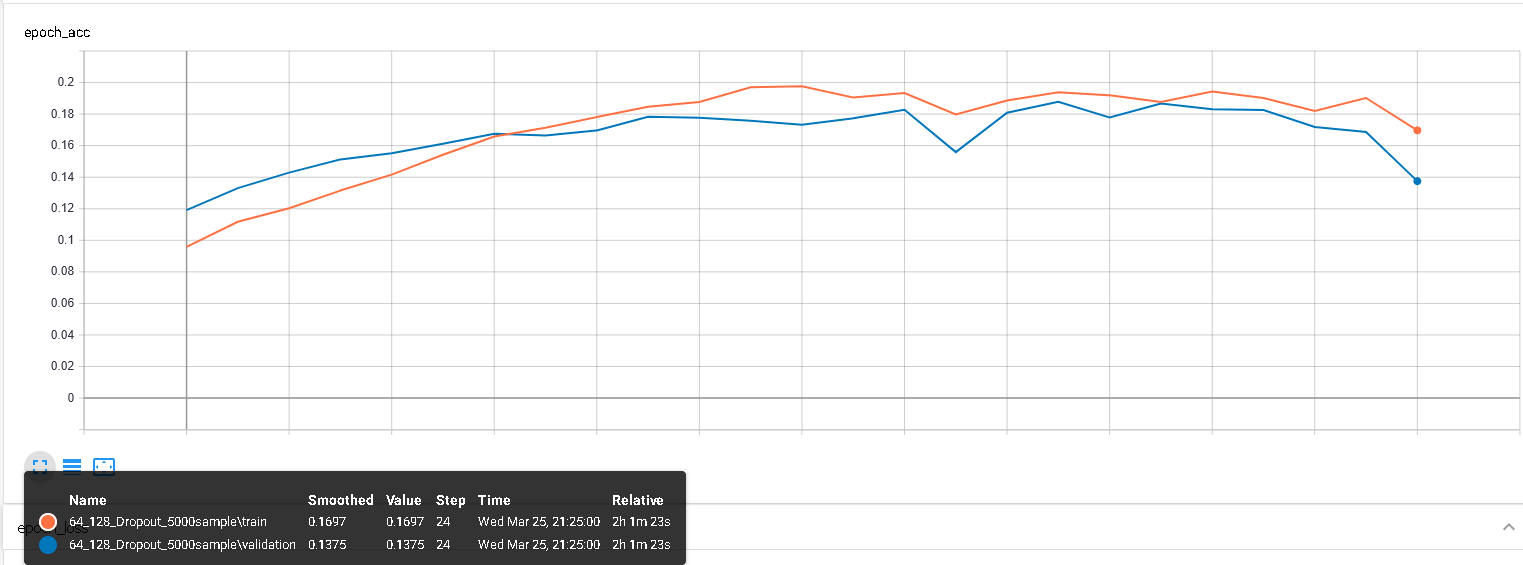 epoch_acc
0.2
0.18
0.16
0.14
0.12
0.1
0.08
0.06
0.04
0.02
0
Name Smoothed Value Step Time Relative
64_128_Dropout_5000sample\train 0.1697 0.1697 24 Wed Mar 25, 21:25:00 2h 1m 23s
64_128_Dropout_5000sample\validation 0.1375 0.1375 24 Wed Mar 25, 21:25:00 2h 1m 23s
epoch_loss